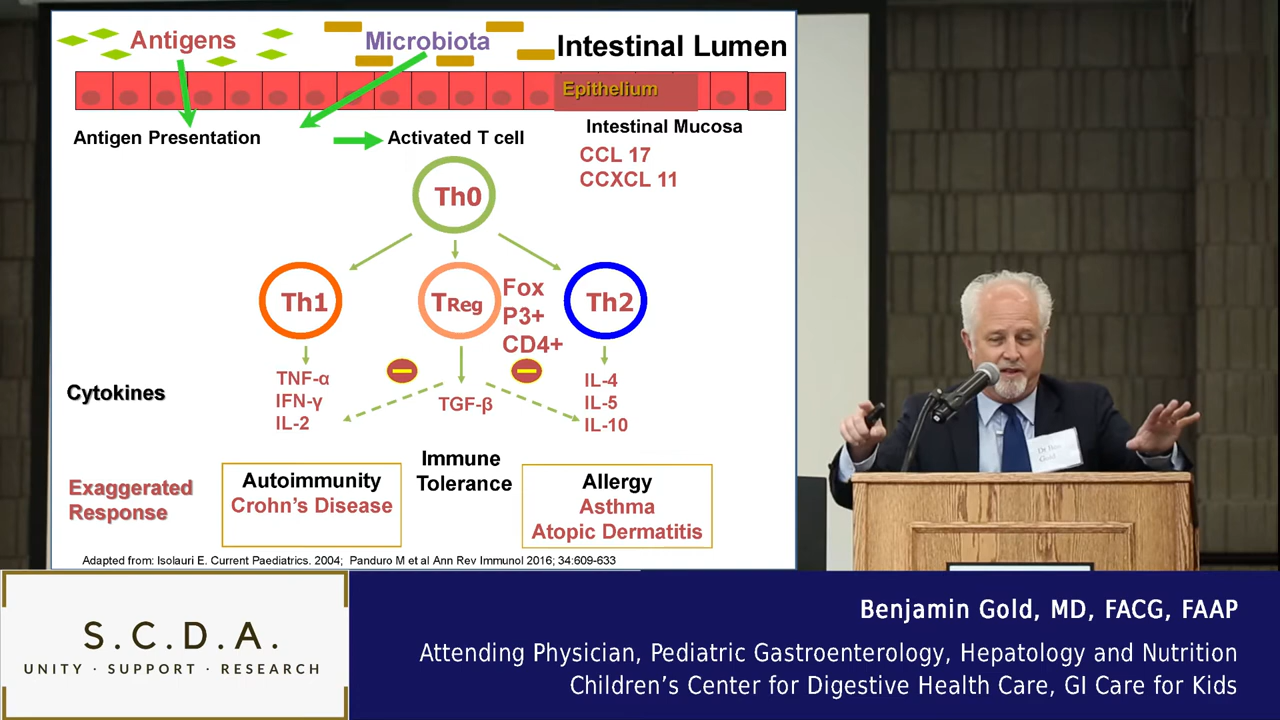 Antigens
Microbiota
Intestinal Lumen
Epithelium
Antigen Presentation
Activated T cell
Intestinal Mucosa
CCL 17
CCXCL 11
Th0
Th1
TReg
Fox
P3+
CD4+
Th2
Cytokines
TNF-α
IFN-γ
IL-2
TGF-β
IL-4
IL-5
IL-10
Exaggerated
Response
Autoimmunity
Crohn's Disease
Immune
Tolerance
Allergy
Asthma
Atopic Dermatitis
Adapted from: Isolauri E. Current Paediatrics. 2004; Panduro M et al Ann Rev Immunol 2016; 34:609-633
Dr Ben
Gold
S.C.D.A.
UNITY · SUPPORT · RESEARCH
Benjamin Gold, MD, FACG, FAAP
Attending Physician, Pediatric Gastroenterology, Hepatology and Nutrition
Children's Center for Digestive Health Care, GI Care for Kids